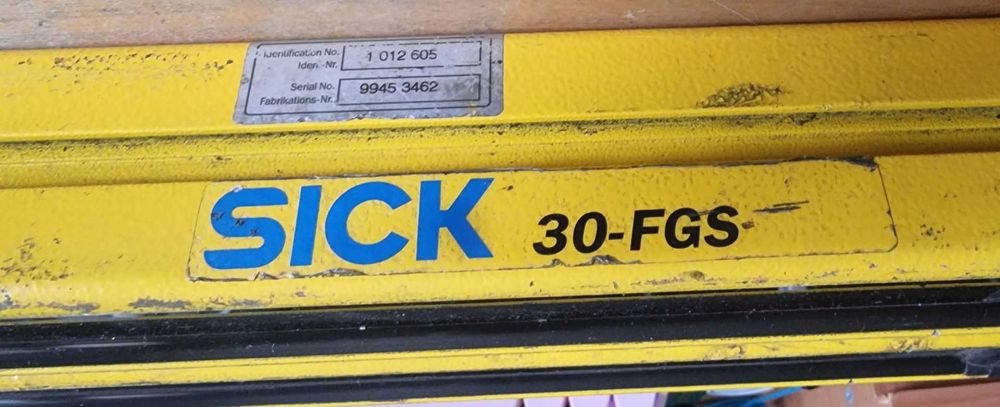 Identification No. 1 012 605
Iden.-Nr.
Serial No. 9945 3462
Fabrikations-Nr.
SICK 30-FGS